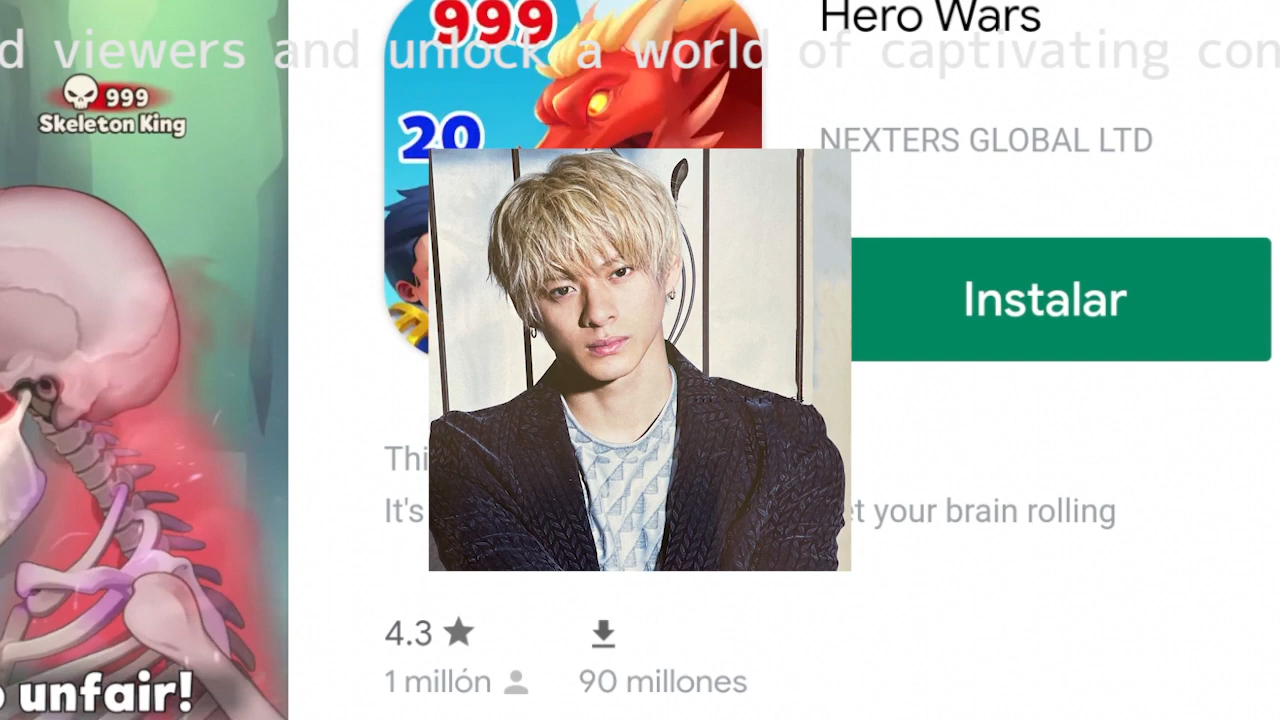 d viewers and unlock a world of captivating con
999
Skeleton King
unfair!
999
20
Hero Wars
NEXTERS GLOBAL LTD
Instalar
Thi
It's
et your brain rolling
4.3
1 millón
90 millones